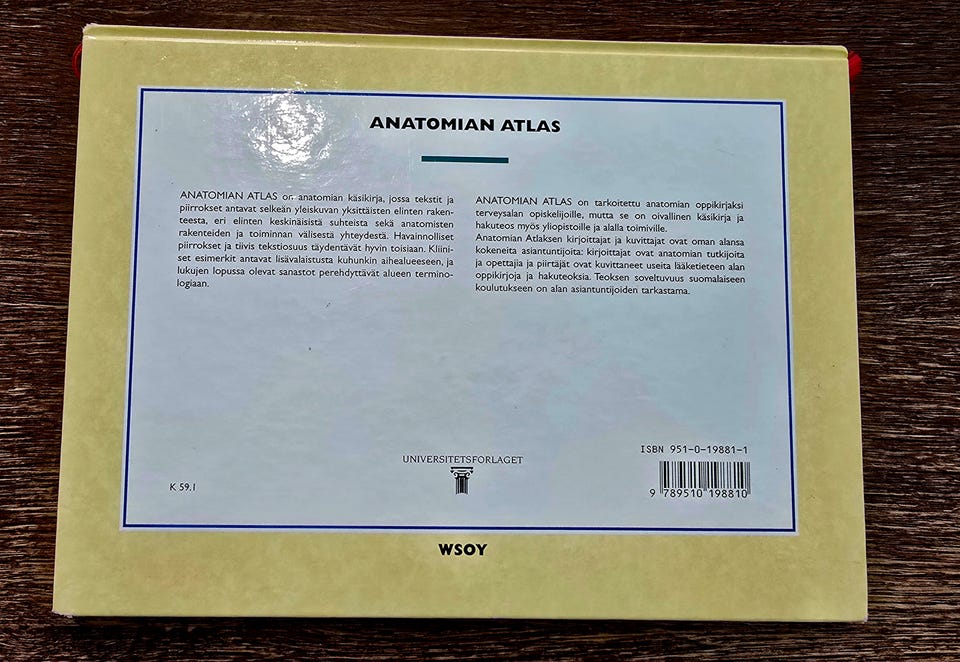 ANATOMIAN ATLAS
ANATOMIAN ATLAS on anatomian käsikirja, jossa tekstit ja
piirrokset antavat selkeän yleiskuvan yksittäisten elinten raken-
teesta, eri elinten keskinäisistä suhteista sekä anatomisten
rakenteiden ja toiminnan välisestä yhteydestä. Havainnolliset
piirrokset ja tiivis tekstiosuus täydentävät hyvin toisiaan. Kliini-
set esimerkit antavat lisävalaistusta kuhunkin aihealueeseen, ja
lukujen lopussa olevat sanastot perehdyttävät alueen termino-
logiaan.
ANATOMIAN ATLAS on tarkoitettu anatomian oppikirjaksi
terveysalan opiskelijoille, mutta se on oivallinen käsikirja ja
hakuteos myös yliopistoille ja alalla toimiville.
Anatomian Atlaksen kirjoittajat ja kuvittajat ovat oman alansa
kokeneita asiantuntijoita: kirjoittajat ovat anatomian tutkijoita
ja opettajia ja piirtäjät ovat kuvittaneet useita lääketieteen alan
oppikirjoja ja hakuteoksia. Teoksen soveltuvuus suomalaiseen
koulutukseen on alan asiantuntijoiden tarkastama.
UNIVERSITETSFORLAGET
K 59.1
ISBN 951-0-19881-1
9 789510 198810
WSOY